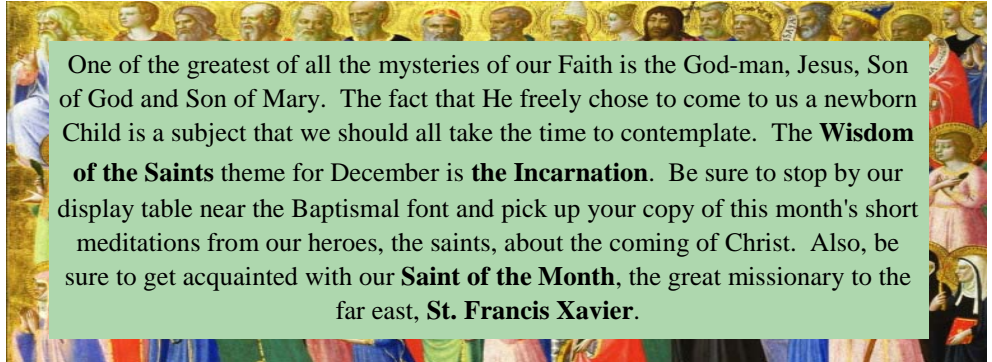 One of the greatest of all the mysteries of our Faith is the God-man, Jesus, Son
of God and Son of Mary.  The fact that He freely chose to come to us a newborn
Child is a subject that we should all take the time to contemplate.  The Wisdom
of the Saints theme for December is the Incarnation.  Be sure to stop by our
display table near the Baptismal font and pick up your copy of this month's short
meditations from our heroes, the saints, about the coming of Christ.  Also, be
sure to get acquainted with our Saint of the Month, the great missionary to the
far east, St. Francis Xavier.